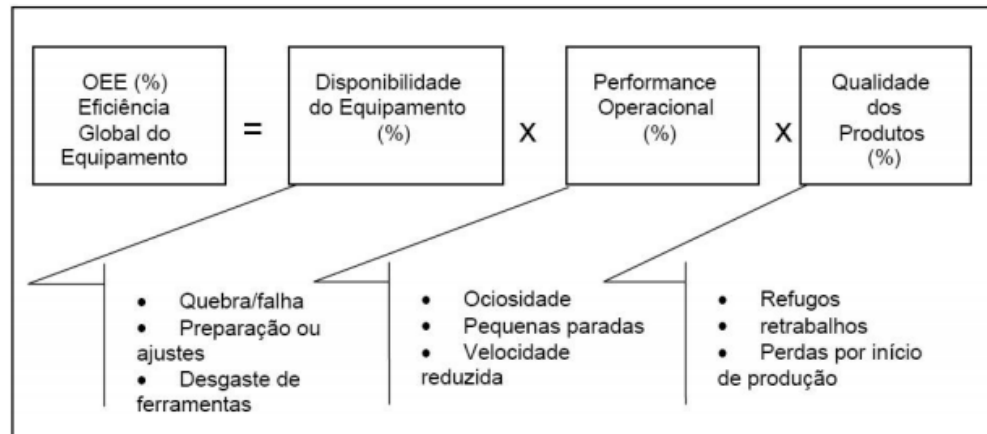 OEE (%)
Eficiência
Global do
Equipamento
=
Disponibilidade
do Equipamento
(%)
x
Performance
Operacional
(%)
x
Qualidade
dos
Produtos
(%)
• Quebra/falha
• Preparação ou
ajustes
• Desgaste de
ferramentas
• Ociosidade
• Pequenas paradas
• Velocidade
reduzida
• Refugos
• retrabalhos
• Perdas por início
de produção